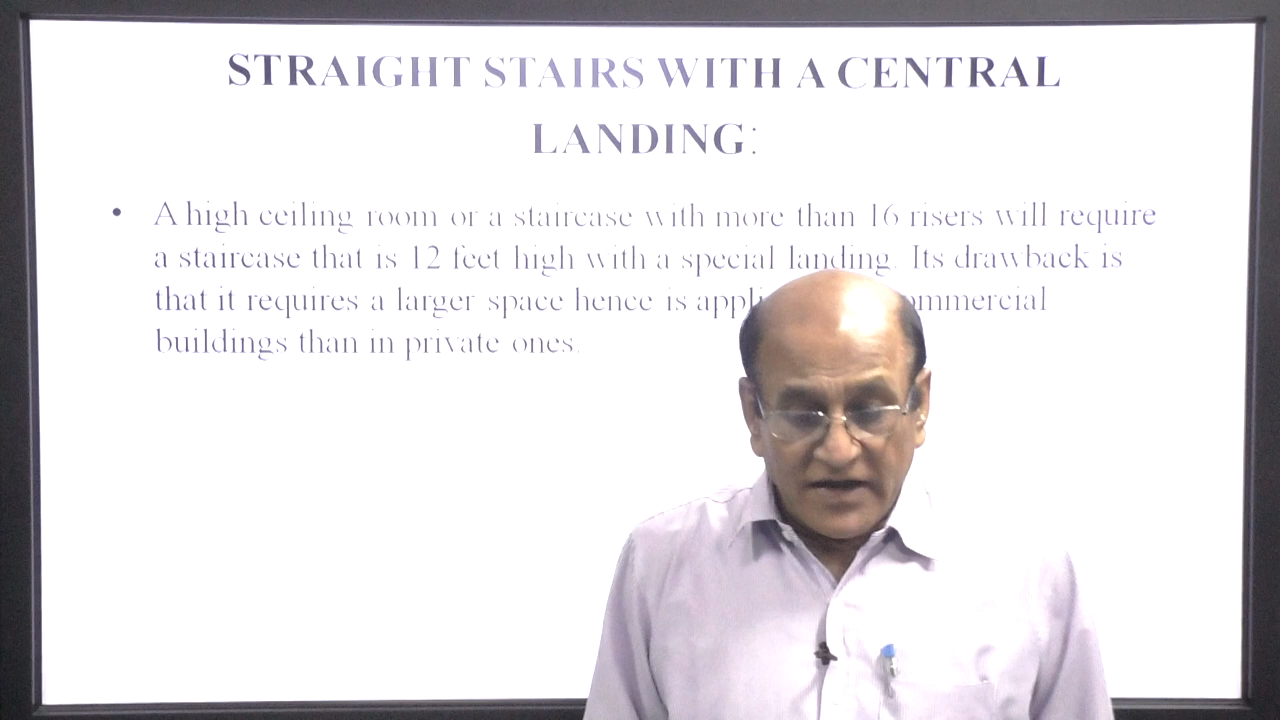 STRAIGHT STAIRS WITH A CENTRAL
LANDING:
• A high ceiling room or a staircase with more than 16 risers will require
a staircase that is 12 feet high with a special landing. Its drawback is
that it requires a larger space hence is
buildings than in private ones.